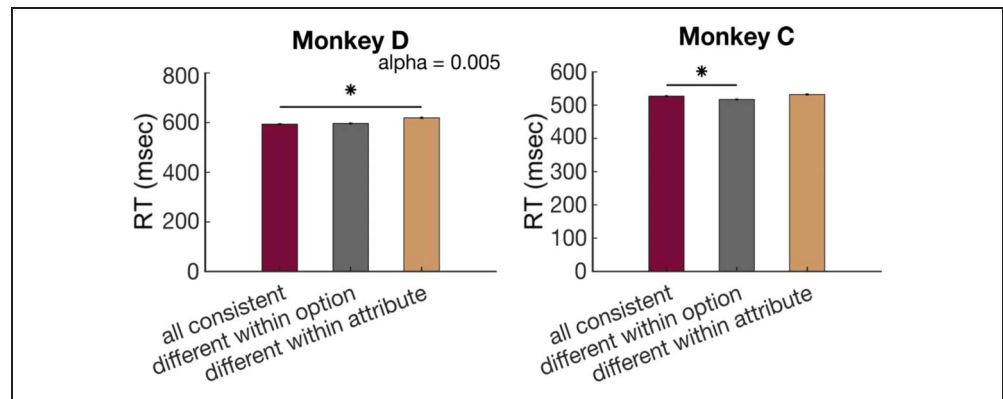 Monkey D
alpha = 0.005
*
RT (msec)
800
600
400
200
0
all consistent
different within option
different within attribute
Monkey C
*
RT (msec)
600
500
400
300
200
100
0
all consistent
different within option
different within attribute